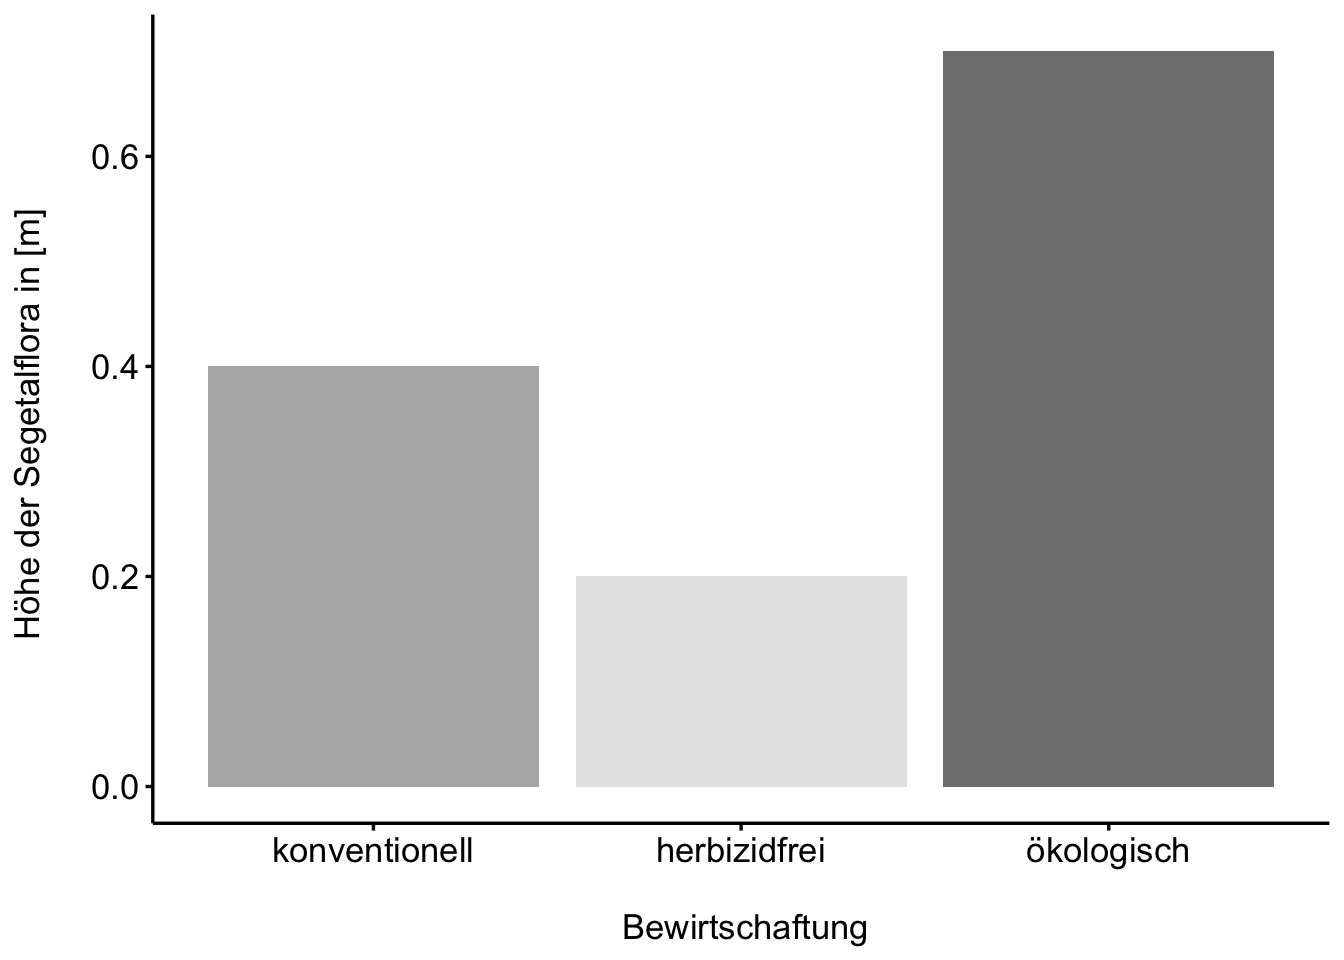 Höhe der Segetalflora in [m]
0.6
0.4
0.2
0.0
konventionell herbizidfrei ökologisch
Bewirtschaftung